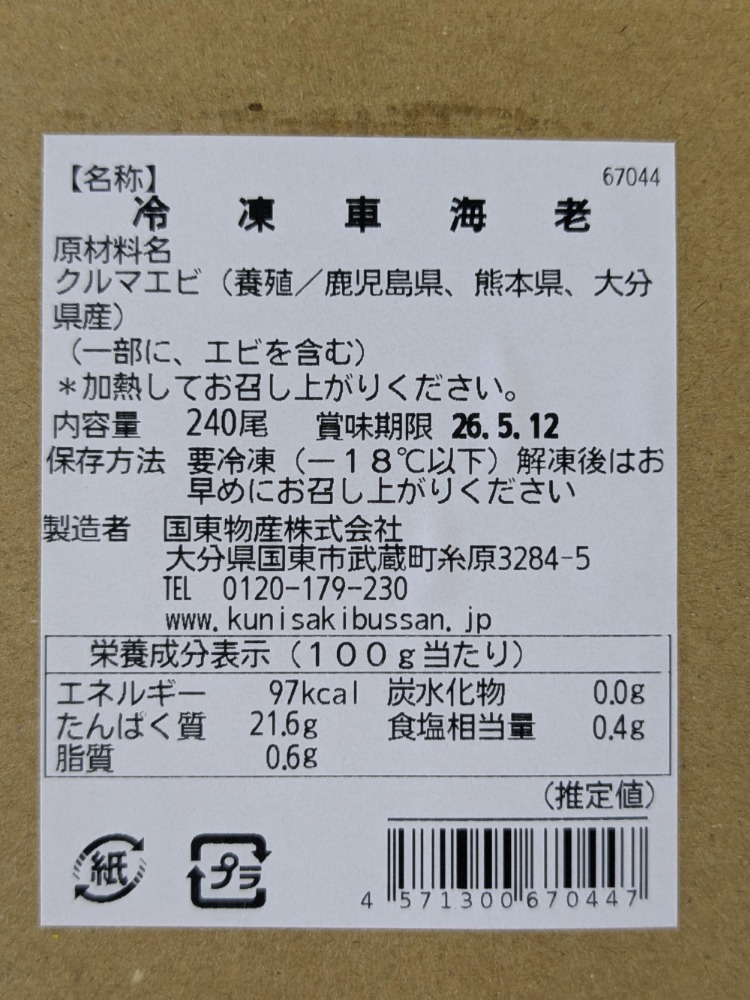 【名称】 67044
冷凍車海老
原材料名
クルマエビ（養殖／鹿児島県、熊本県、大分
県産）
（一部に、エビを含む）
＊加熱してお召し上がりください。
内容量 240尾 賞味期限 26.5.12
保存方法 要冷凍（－１８℃以下）解凍後はお
早めにお召し上がりください
製造者 国東物産株式会社
大分県国東市武蔵町糸原3284-5
TEL 0120-179-230
www.kunisakibussan.jp
栄養成分表示（１００ｇ当たり）
エネルギー 97kcal 炭水化物 0.0g
たんぱく質 21.6g 食塩相当量 0.4g
脂質 0.6g
（推定値）
紙 プラ
4 571300 670447